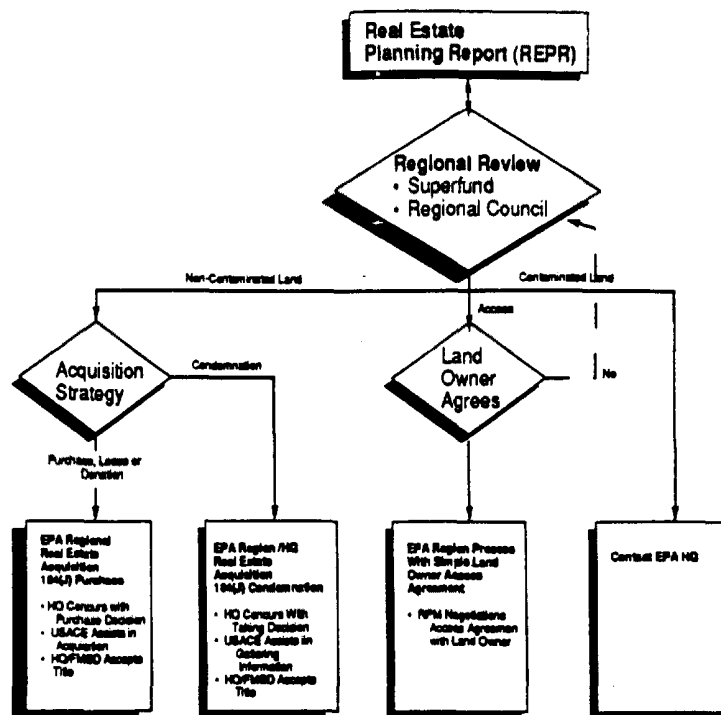 Real Estate
Planning Report (REPR)
Regional Review
• Superfund
• Regional Council
Non-Contaminated Land
Contaminated Land
Access
Acquisition
Strategy
Condemnation
Land
Owner
Agrees
No
Purchase, Lease or
Donation
EPA Regional
Real Estate
Acquisition
104(J) Purchase
• HQ Concurs with
Purchase Decision
• USACE Assists in
Acquisition
• HQ/FMSD Accepts
Title
EPA Region /HQ
Real Estate
Acquisition
104(J) Condemnation
• HQ Concurs With
Taking Decision
• USACE Assists in
Gathering
Information
• HQ/FMSD Accepts
Title
EPA Region Process
With Simple Land
Owner Access
Agreement
• RPM Negotiations
Access Agreemen
with Land Owner
Contact EPA HQ